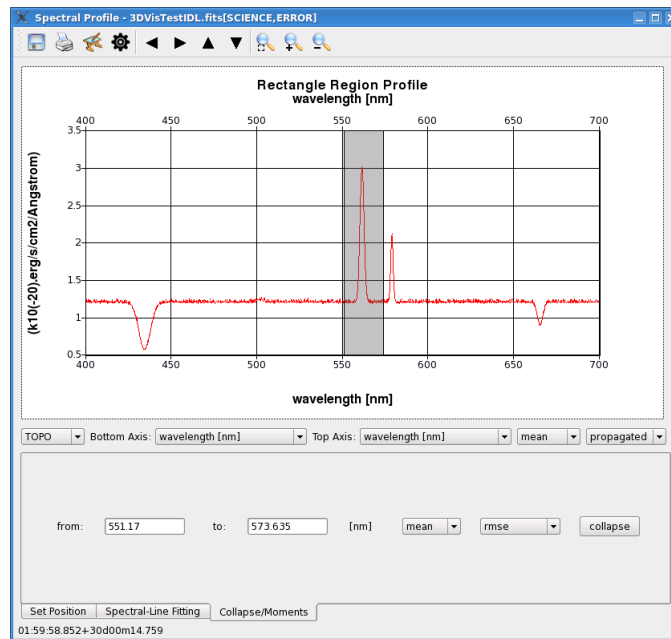 Spectral Profile - 3DVisTestIDL.fits[SCIENCE,ERROR]
Rectangle Region Profile
wavelength [nm]
400 450 500 550 600 650 700
3.5
3
2.5
2
1.5
1
0.5
(k10(-20).erg/s/cm2/Angstrom)
400 450 500 550 600 650 700
wavelength [nm]
TOPO Bottom Axis: wavelength [nm] Top Axis: wavelength [nm] mean propagated
from: 551.17 to: 573.635 [nm] mean rmse collapse
Set Position Spectral-Line Fitting Collapse/Moments
01:59:58.852+30d00m14.759